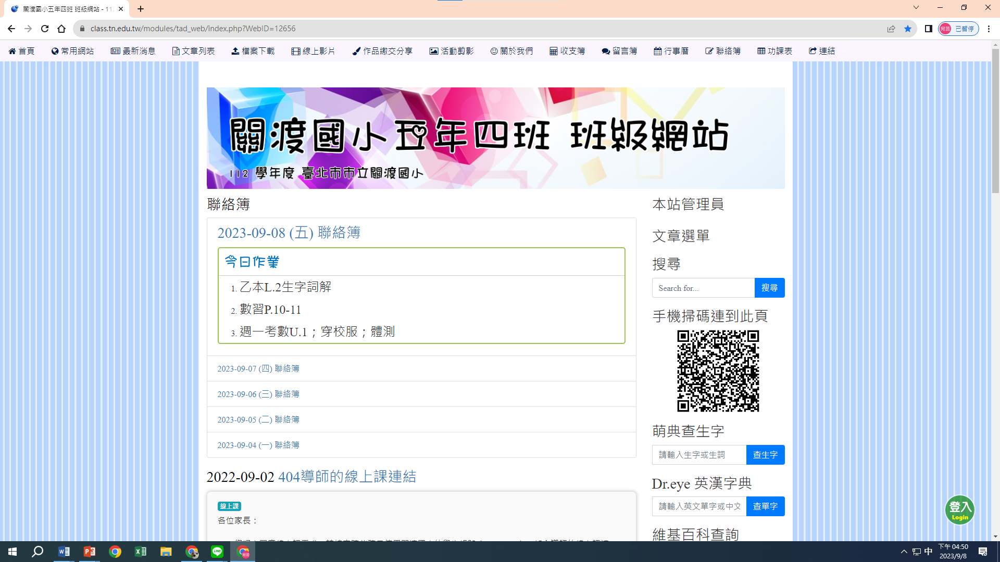 關渡國小五年四班 班級網站 - 11
class.tn.edu.tw/modules/tad_web/index.php?WebID=12656
宛芸 已暫停
首頁 常用網站 最新消息 文章列表 檔案下載 線上影片 作品繳交分享 活動剪影 關於我們 收支簿 留言簿 行事曆 聯絡簿 功課表 連結
關渡國小五年四班 班級網站
112 學年度 臺北市市立關渡國小
聯絡簿
2023-09-08 (五) 聯絡簿
今日作業
1. 乙本L.2生字詞解
2. 數習P.10-11
3. 週一考數U.1；穿校服；體測
2023-09-07 (四) 聯絡簿
2023-09-06 (三) 聯絡簿
2023-09-05 (二) 聯絡簿
2023-09-04 (一) 聯絡簿
2022-09-02 404導師的線上課連結
線上課
各位家長：
本站管理員
文章選單
搜尋
Search for... 搜尋
手機掃碼連到此頁
萌典查生字
請輸入生字或生詞 查生字
Dr.eye 英漢字典
請輸入英文單字或中文 查單字
維基百科查詢
登入
Login
中
下午 04:50
2023/9/8